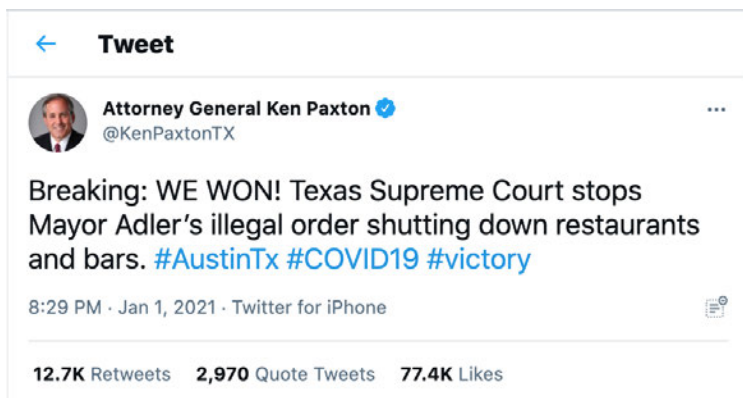 Tweet
Attorney General Ken Paxton
@KenPaxtonTX
Breaking: WE WON! Texas Supreme Court stops
Mayor Adler’s illegal order shutting down restaurants
and bars. #AustinTx #COVID19 #victory
8:29 PM · Jan 1, 2021 · Twitter for iPhone
12.7K Retweets 2,970 Quote Tweets 77.4K Likes